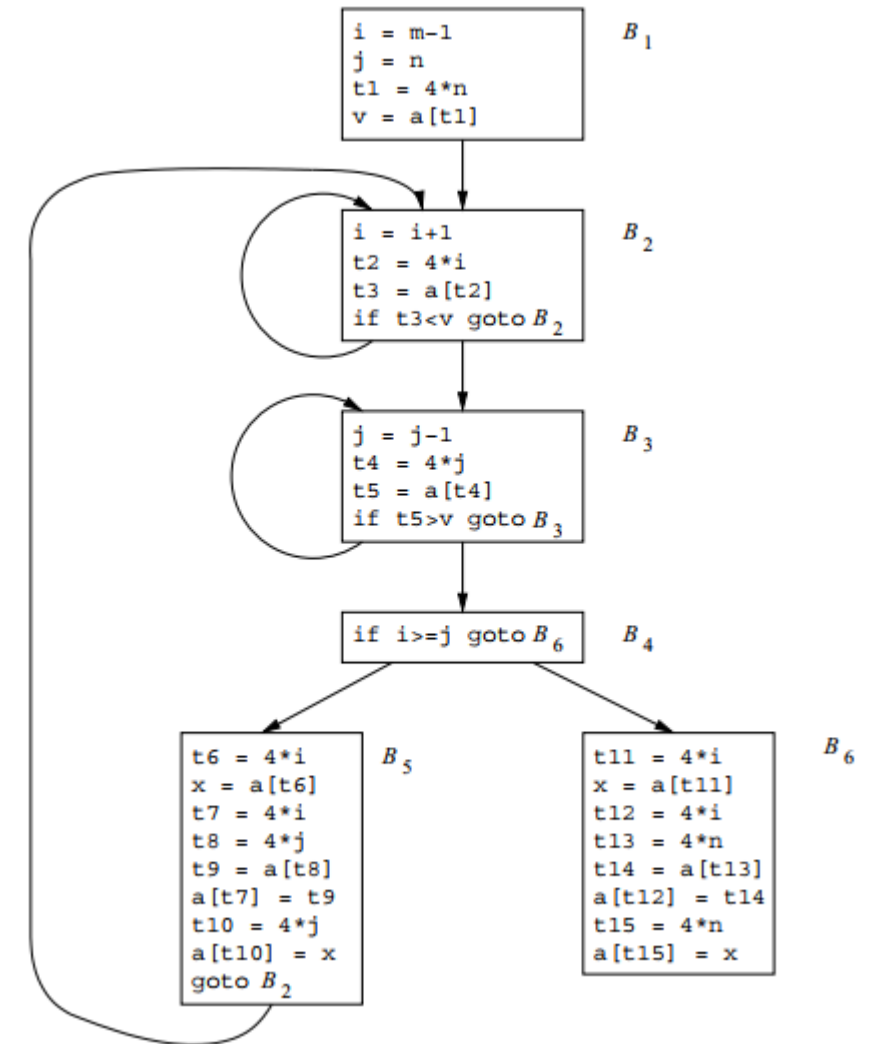 i = m-1
j = n
t1 = 4*n
v = a[t1]
B1
i = i+1
t2 = 4*i
t3 = a[t2]
if t3<v goto B2
B2
j = j-1
t4 = 4*j
t5 = a[t4]
if t5>v goto B3
B3
if i>=j goto B6
B4
t6 = 4*i
x = a[t6]
t7 = 4*i
t8 = 4*j
t9 = a[t8]
a[t7] = t9
t10 = 4*j
a[t10] = x
goto B2
B5
t11 = 4*i
x = a[t11]
t12 = 4*i
t13 = 4*n
t14 = a[t13]
a[t12] = t14
t15 = 4*n
a[t15] = x
B6